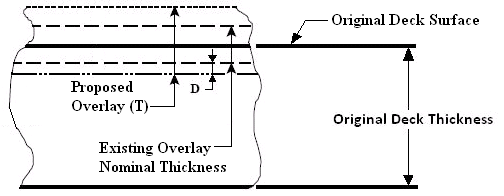 Original Deck Surface
Proposed
Overlay (T)
D
Original Deck Thickness
Existing Overlay
Nominal Thickness